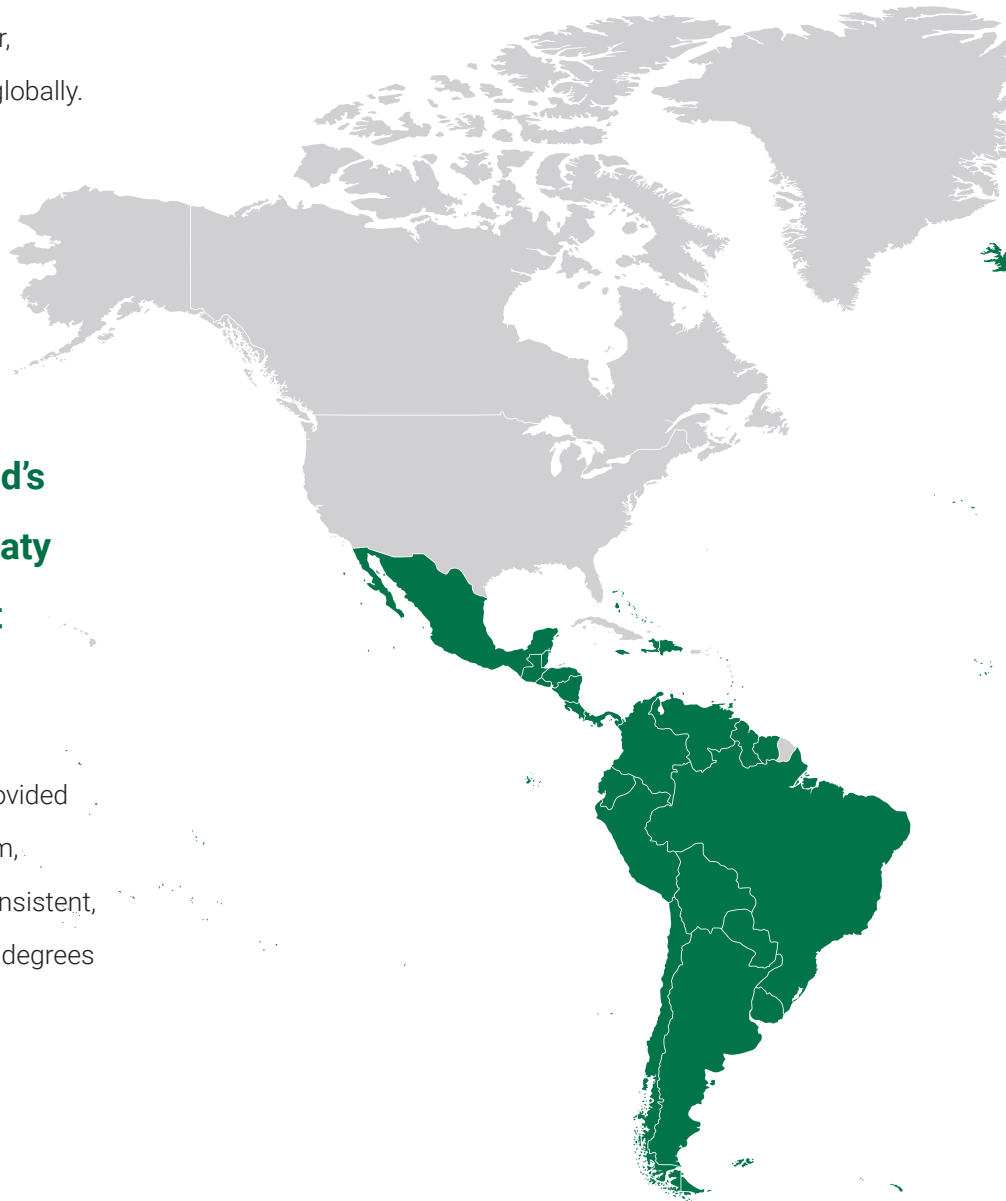 r,
globally.
d’s
aty
t
ovided
n,
nsistent,
degrees